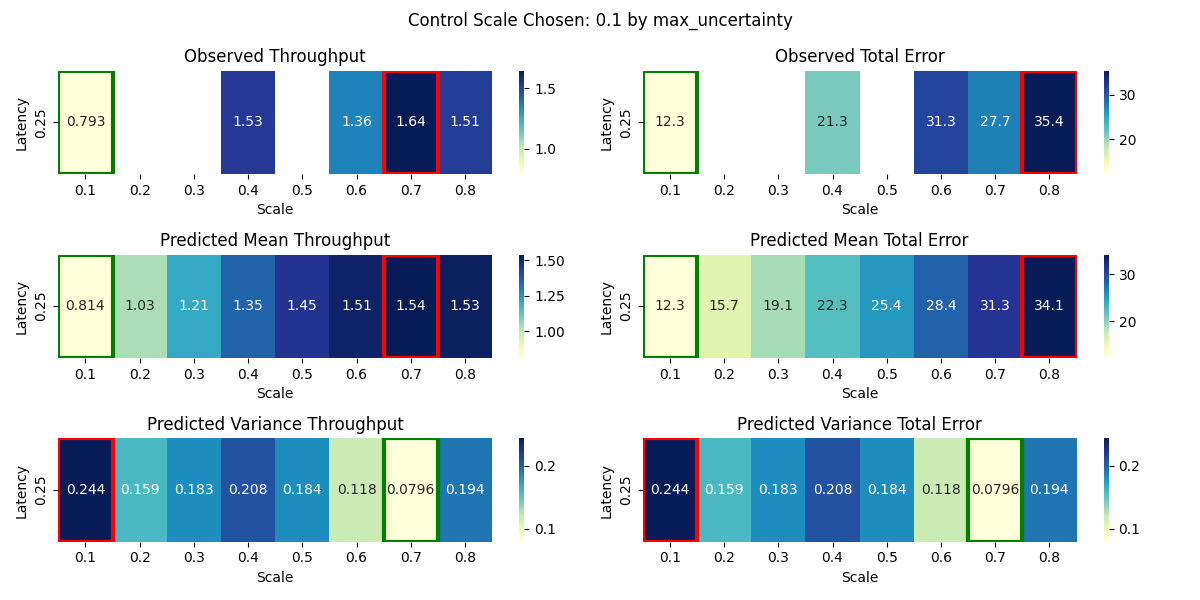 Control Scale Chosen: 0.1 by max_uncertainty
Observed Throughput
Latency
0.25
0.793 1.53 1.36 1.64 1.51
0.1 0.2 0.3 0.4 0.5 0.6 0.7 0.8
Scale
1.5
1.0
Observed Total Error
Latency
0.25
12.3 21.3 31.3 27.7 35.4
0.1 0.2 0.3 0.4 0.5 0.6 0.7 0.8
Scale
30
20
Predicted Mean Throughput
Latency
0.25
0.814 1.03 1.21 1.35 1.45 1.51 1.54 1.53
0.1 0.2 0.3 0.4 0.5 0.6 0.7 0.8
Scale
1.50
1.25
1.00
Predicted Mean Total Error
Latency
0.25
12.3 15.7 19.1 22.3 25.4 28.4 31.3 34.1
0.1 0.2 0.3 0.4 0.5 0.6 0.7 0.8
Scale
30
20
Predicted Variance Throughput
Latency
0.25
0.244 0.159 0.183 0.208 0.184 0.118 0.0796 0.194
0.1 0.2 0.3 0.4 0.5 0.6 0.7 0.8
Scale
0.2
0.1
Predicted Variance Total Error
Latency
0.25
0.244 0.159 0.183 0.208 0.184 0.118 0.0796 0.194
0.1 0.2 0.3 0.4 0.5 0.6 0.7 0.8
Scale
0.2
0.1